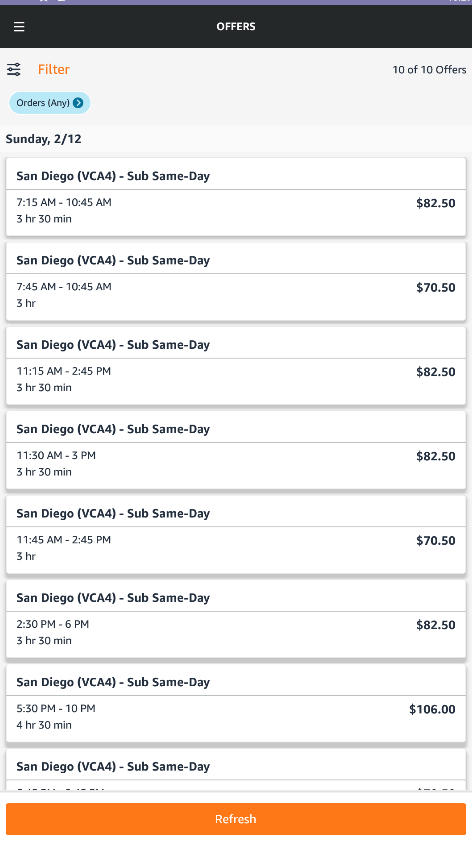 OFFERS
Filter
10 of 10 Offers
Orders (Any)
Sunday, 2/12
San Diego (VCA4) - Sub Same-Day
7:15 AM - 10:45 AM
$82.50
3 hr 30 min
San Diego (VCA4) - Sub Same-Day
7:45 AM - 10:45 AM
$70.50
3 hr
San Diego (VCA4) - Sub Same-Day
11:15 AM - 2:45 PM
$82.50
3 hr 30 min
San Diego (VCA4) - Sub Same-Day
11:30 AM - 3 PM
$82.50
3 hr 30 min
San Diego (VCA4) - Sub Same-Day
11:45 AM - 2:45 PM
$70.50
3 hr
San Diego (VCA4) - Sub Same-Day
2:30 PM - 6 PM
$82.50
3 hr 30 min
San Diego (VCA4) - Sub Same-Day
5:30 PM - 10 PM
$106.00
4 hr 30 min
San Diego (VCA4) - Sub Same-Day
Refresh